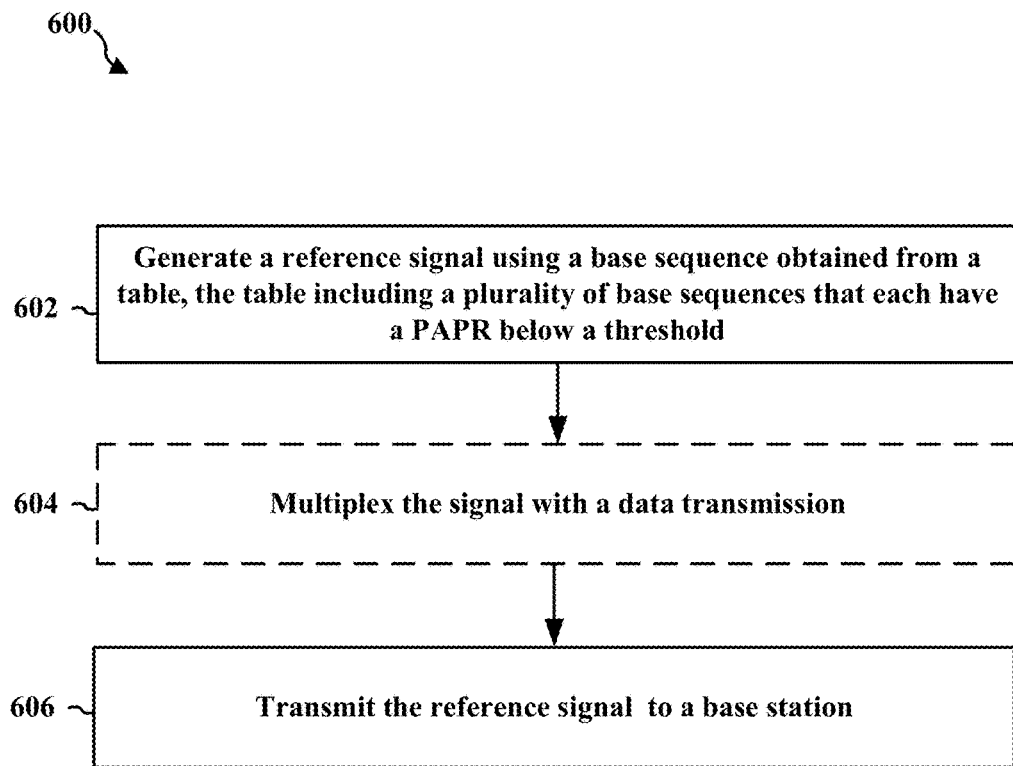 600
602
Generate a reference signal using a base sequence obtained from a
table, the table including a plurality of base sequences that each have
a PAPR below a threshold
604
Multiplex the signal with a data transmission
606
Transmit the reference signal to a base station